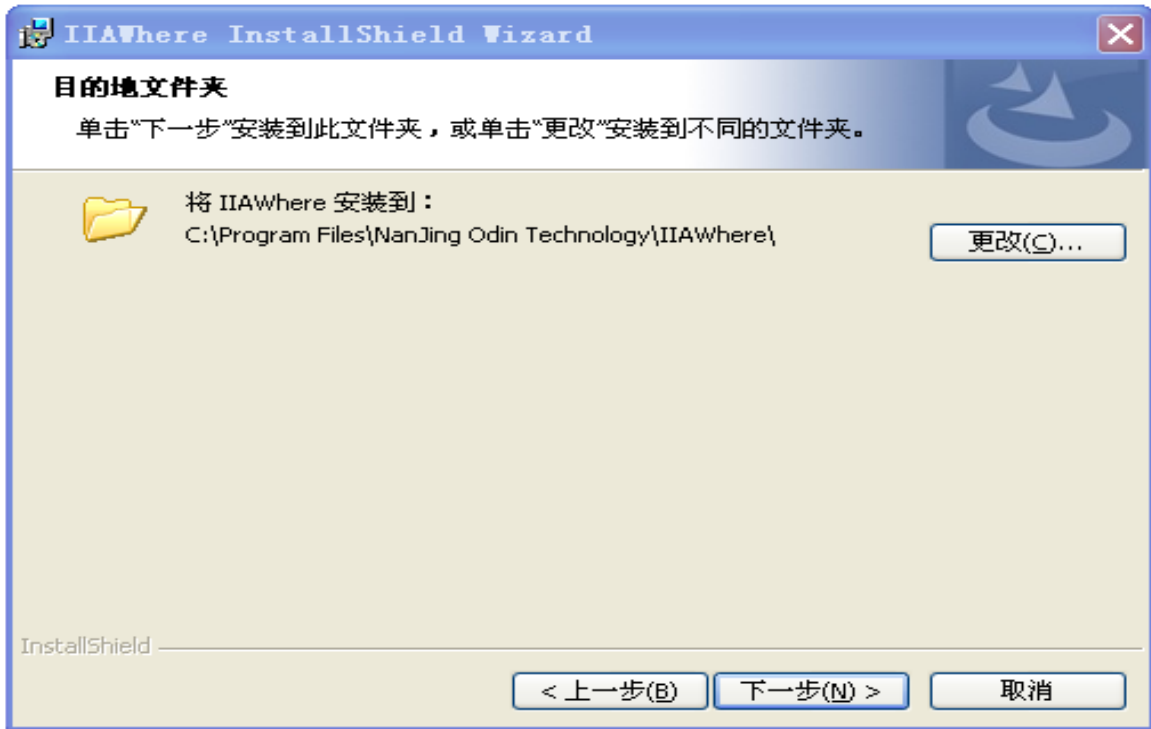 IIAWhere InstallShield Wizard
目的地文件夹
单击“下一步”安装到此文件夹，或单击“更改”安装到不同的文件夹。
将 IIAWhere 安装到：
C:\Program Files\NanJing Odin Technology\IIAWhere\
更改(C)...
InstallShield
< 上一步(B)
下一步(N) >
取消